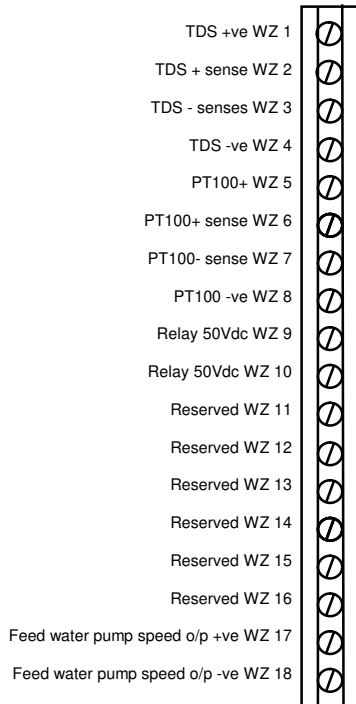 TDS +ve WZ 1
TDS + sense WZ 2
TDS - senses WZ 3
TDS -ve WZ 4
PT100+ WZ 5
PT100+ sense WZ 6
PT100- sense WZ 7
PT100 -ve WZ 8
Relay 50Vdc WZ 9
Relay 50Vdc WZ 10
Reserved WZ 11
Reserved WZ 12
Reserved WZ 13
Reserved WZ 14
Reserved WZ 15
Reserved WZ 16
Feed water pump speed o/p +ve WZ 17
Feed water pump speed o/p -ve WZ 18